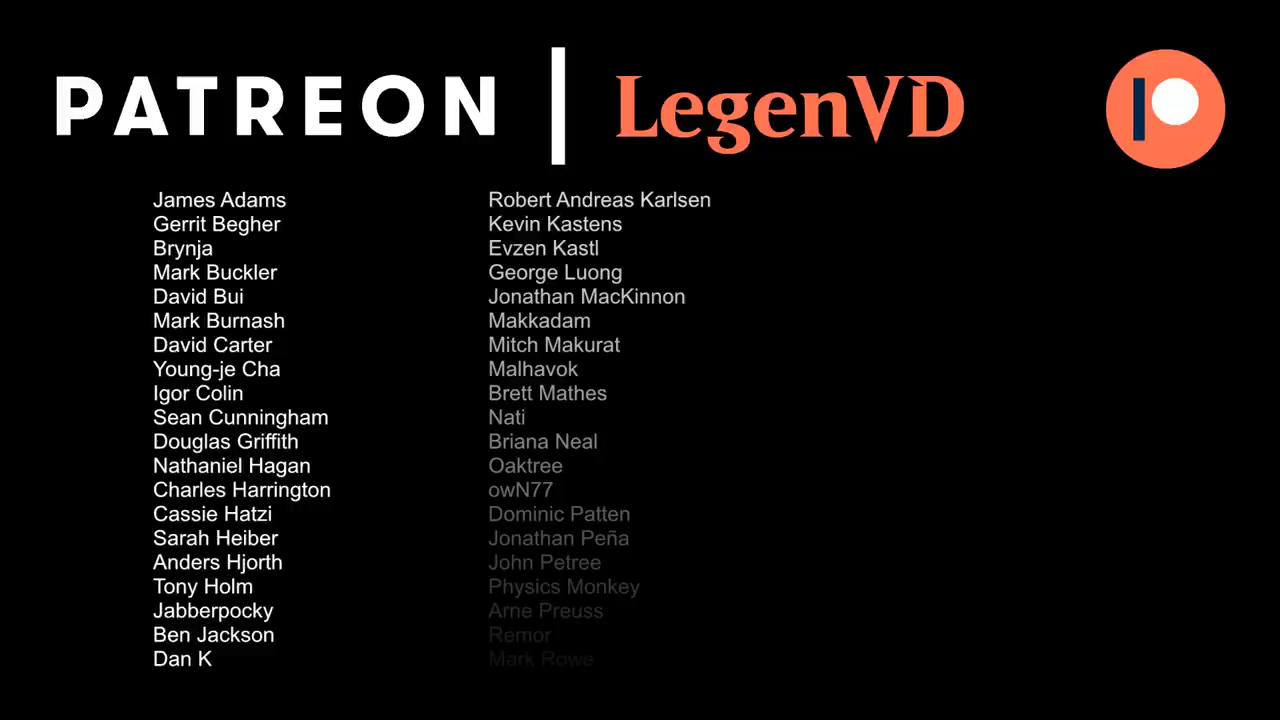 PATREON | LegenVD
James Adams
Gerrit Begher
Brynja
Mark Buckler
David Bui
Mark Burnash
David Carter
Young-je Cha
Igor Colin
Sean Cunningham
Douglas Griffith
Nathaniel Hagan
Charles Harrington
Cassie Hatzi
Sarah Heiber
Anders Hjorth
Tony Holm
Jabberpocky
Ben Jackson
Dan K
Robert Andreas Karlsen
Kevin Kastens
Evzen Kastl
George Luong
Jonathan MacKinnon
Makkadam
Mitch Makurat
Malhavok
Brett Mathes
Nati
Briana Neal
Oaktree
owN77
Dominic Patten
Jonathan Peña
John Petree
Physics Monkey
Arne Preuss
Remor
Mark Rowe